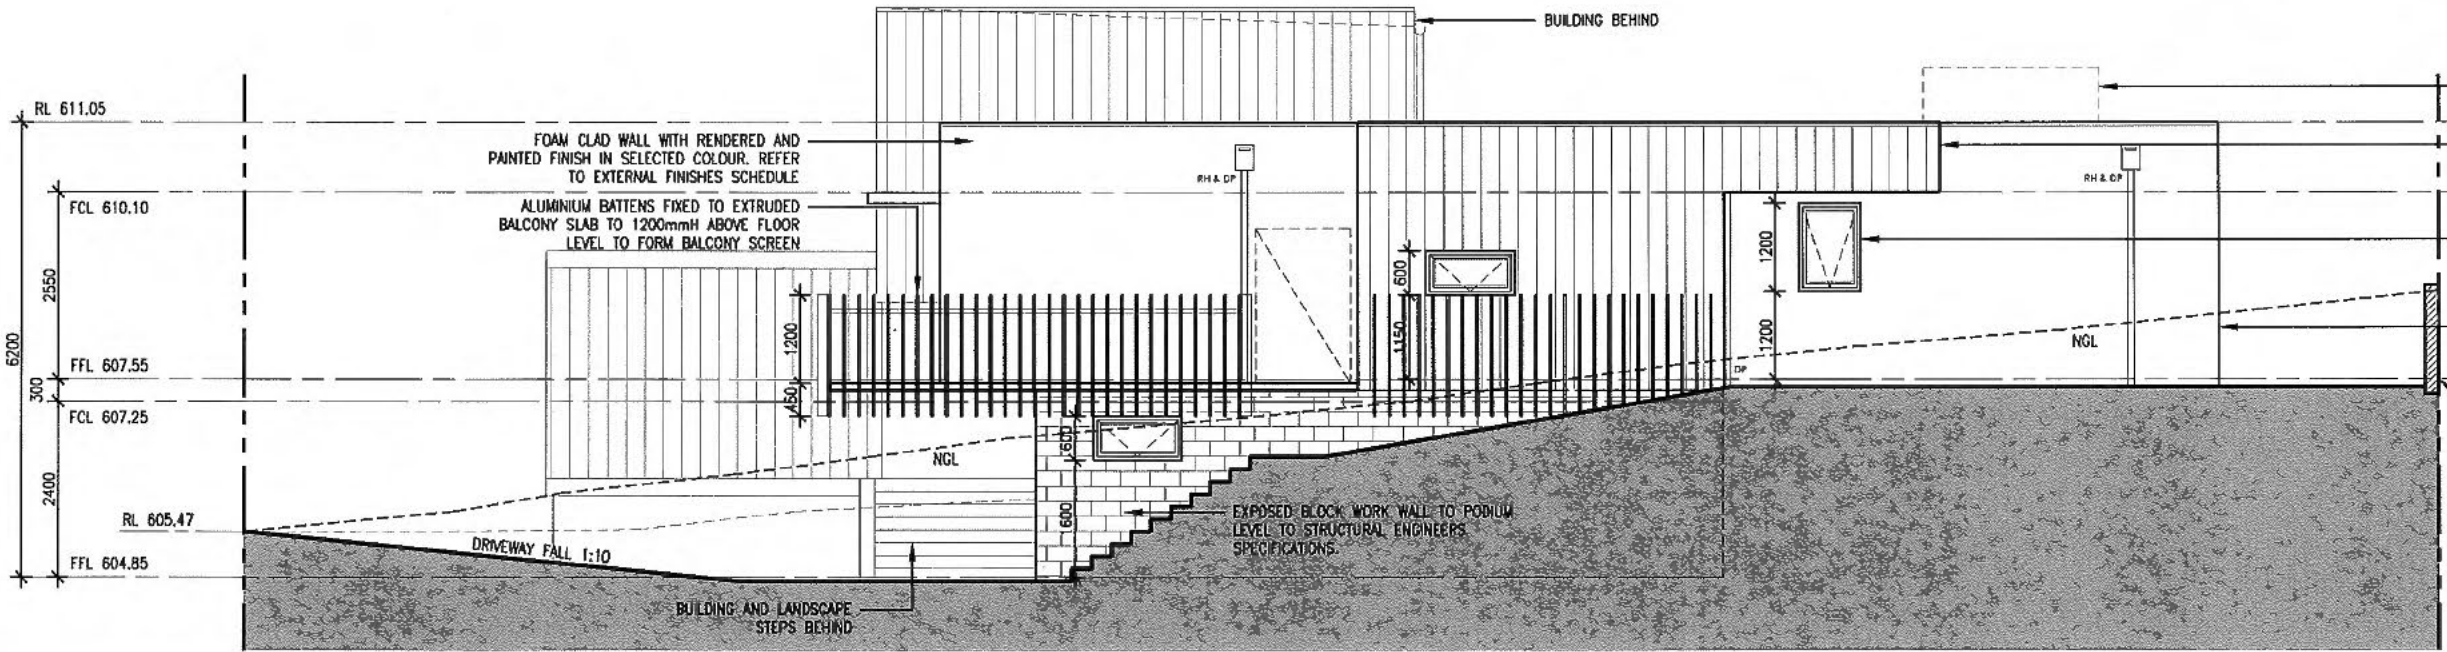 BUILDING BEHIND
RL 611.05
FOAM CLAD WALL WITH RENDERED AND
PAINTED FINISH IN SELECTED COLOUR. REFER
TO EXTERNAL FINISHES SCHEDULE
RH & DP
RH & DP
FCL 610.10
ALUMINIUM BATTENS FIXED TO EXTRUDED
BALCONY SLAB TO 1200mmH ABOVE FLOOR
LEVEL TO FORM BALCONY SCREEN
1200
600
2550
1200
1150
1200
6200
NGL
FFL 607.55
DP
300
450
FCL 607.25
600
NGL
2400
EXPOSED BLOCK WORK WALL TO PODIUM
LEVEL TO STRUCTURAL ENGINEERS
SPECIFICATIONS.
RL 605.47
DRIVEWAY FALL 1:10
FFL 604.85
BUILDING AND LANDSCAPE
STEPS BEHIND